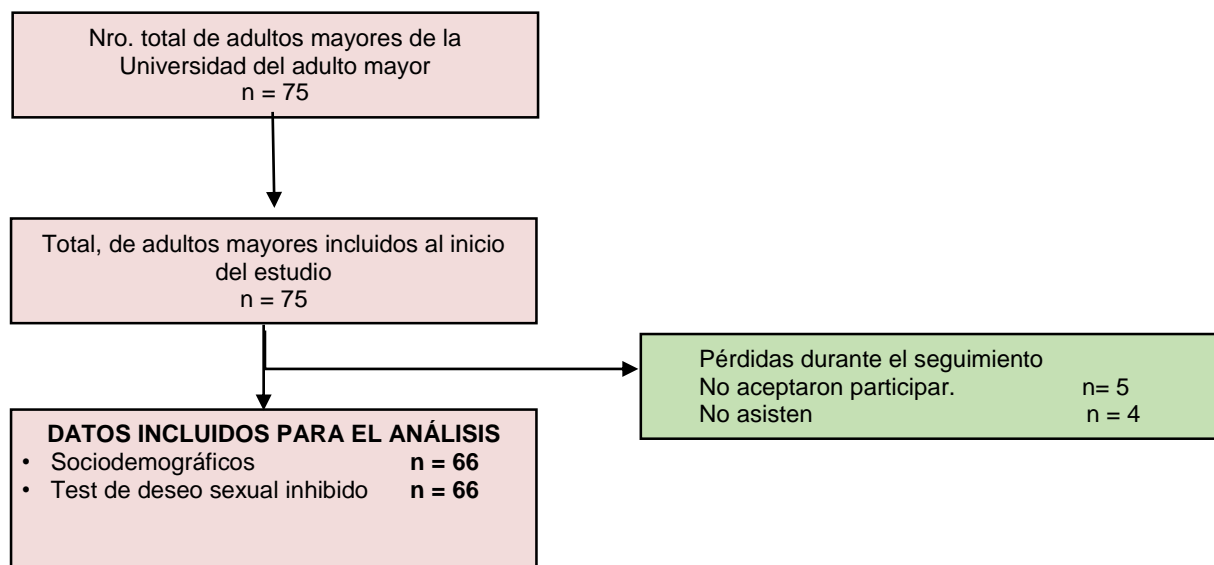 Nro. total de adultos mayores de la
Universidad del adulto mayor
n = 75
Total, de adultos mayores incluidos al inicio
del estudio
n = 75
Pérdidas durante el seguimiento
No aceptaron participar. n= 5
No asisten n = 4
DATOS INCLUIDOS PARA EL ANÁLISIS
• Sociodemográficos n = 66
• Test de deseo sexual inhibido n = 66